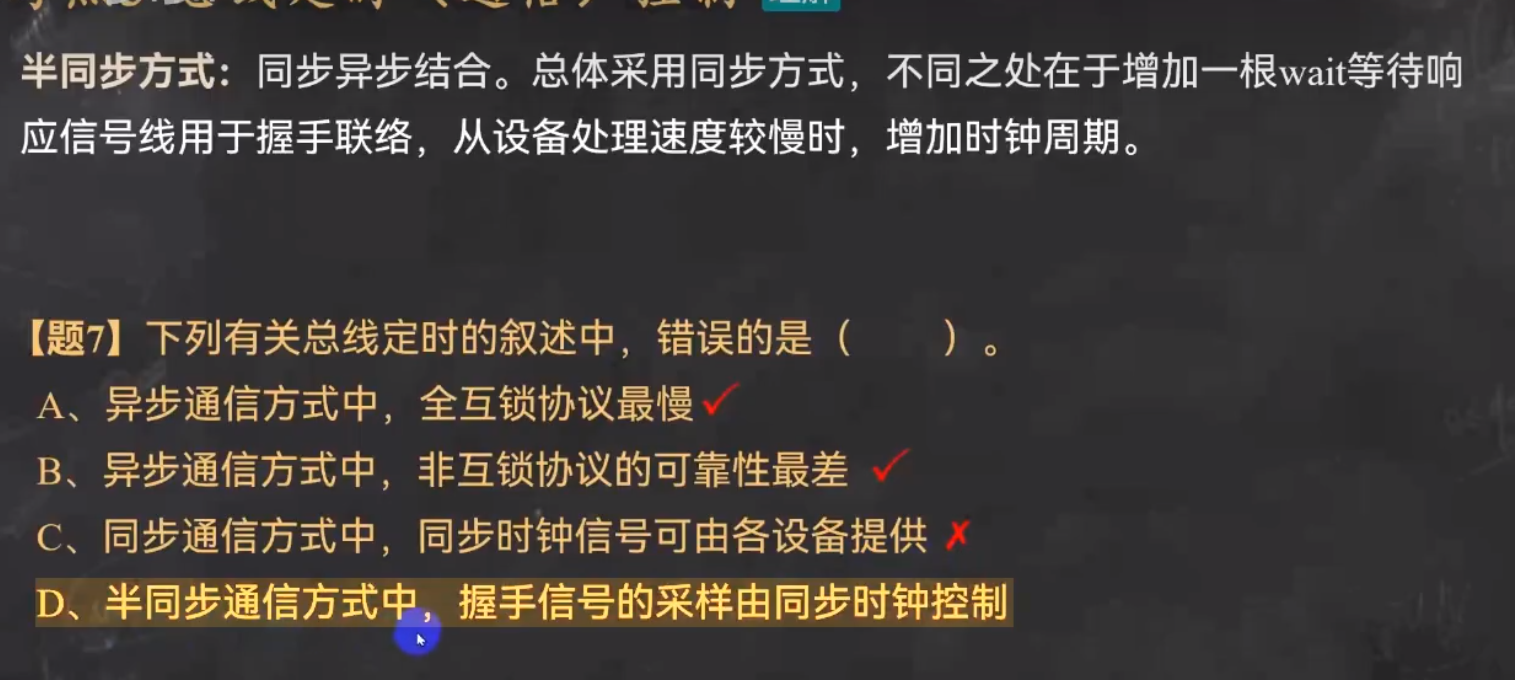 半同步方式：同步异步结合。总体采用同步方式，不同之处在于增加一根wait等待响
应信号线用于握手联络，从设备处理速度较慢时，增加时钟周期。
【题7】下列有关总线定时的叙述中，错误的是（　　）。
A、异步通信方式中，全互锁协议最慢
B、异步通信方式中，非互锁协议的可靠性最差
C、同步通信方式中，同步时钟信号可由各设备提供
D、半同步通信方式中，握手信号的采样由同步时钟控制